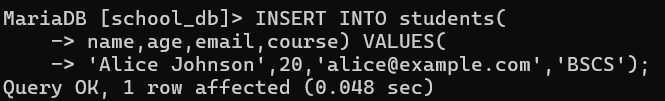 MariaDB [school_db]> INSERT INTO students(
    -> name,age,email,course) VALUES(
    -> 'Alice Johnson',20,'alice@example.com','BSCS');
Query OK, 1 row affected (0.048 sec)